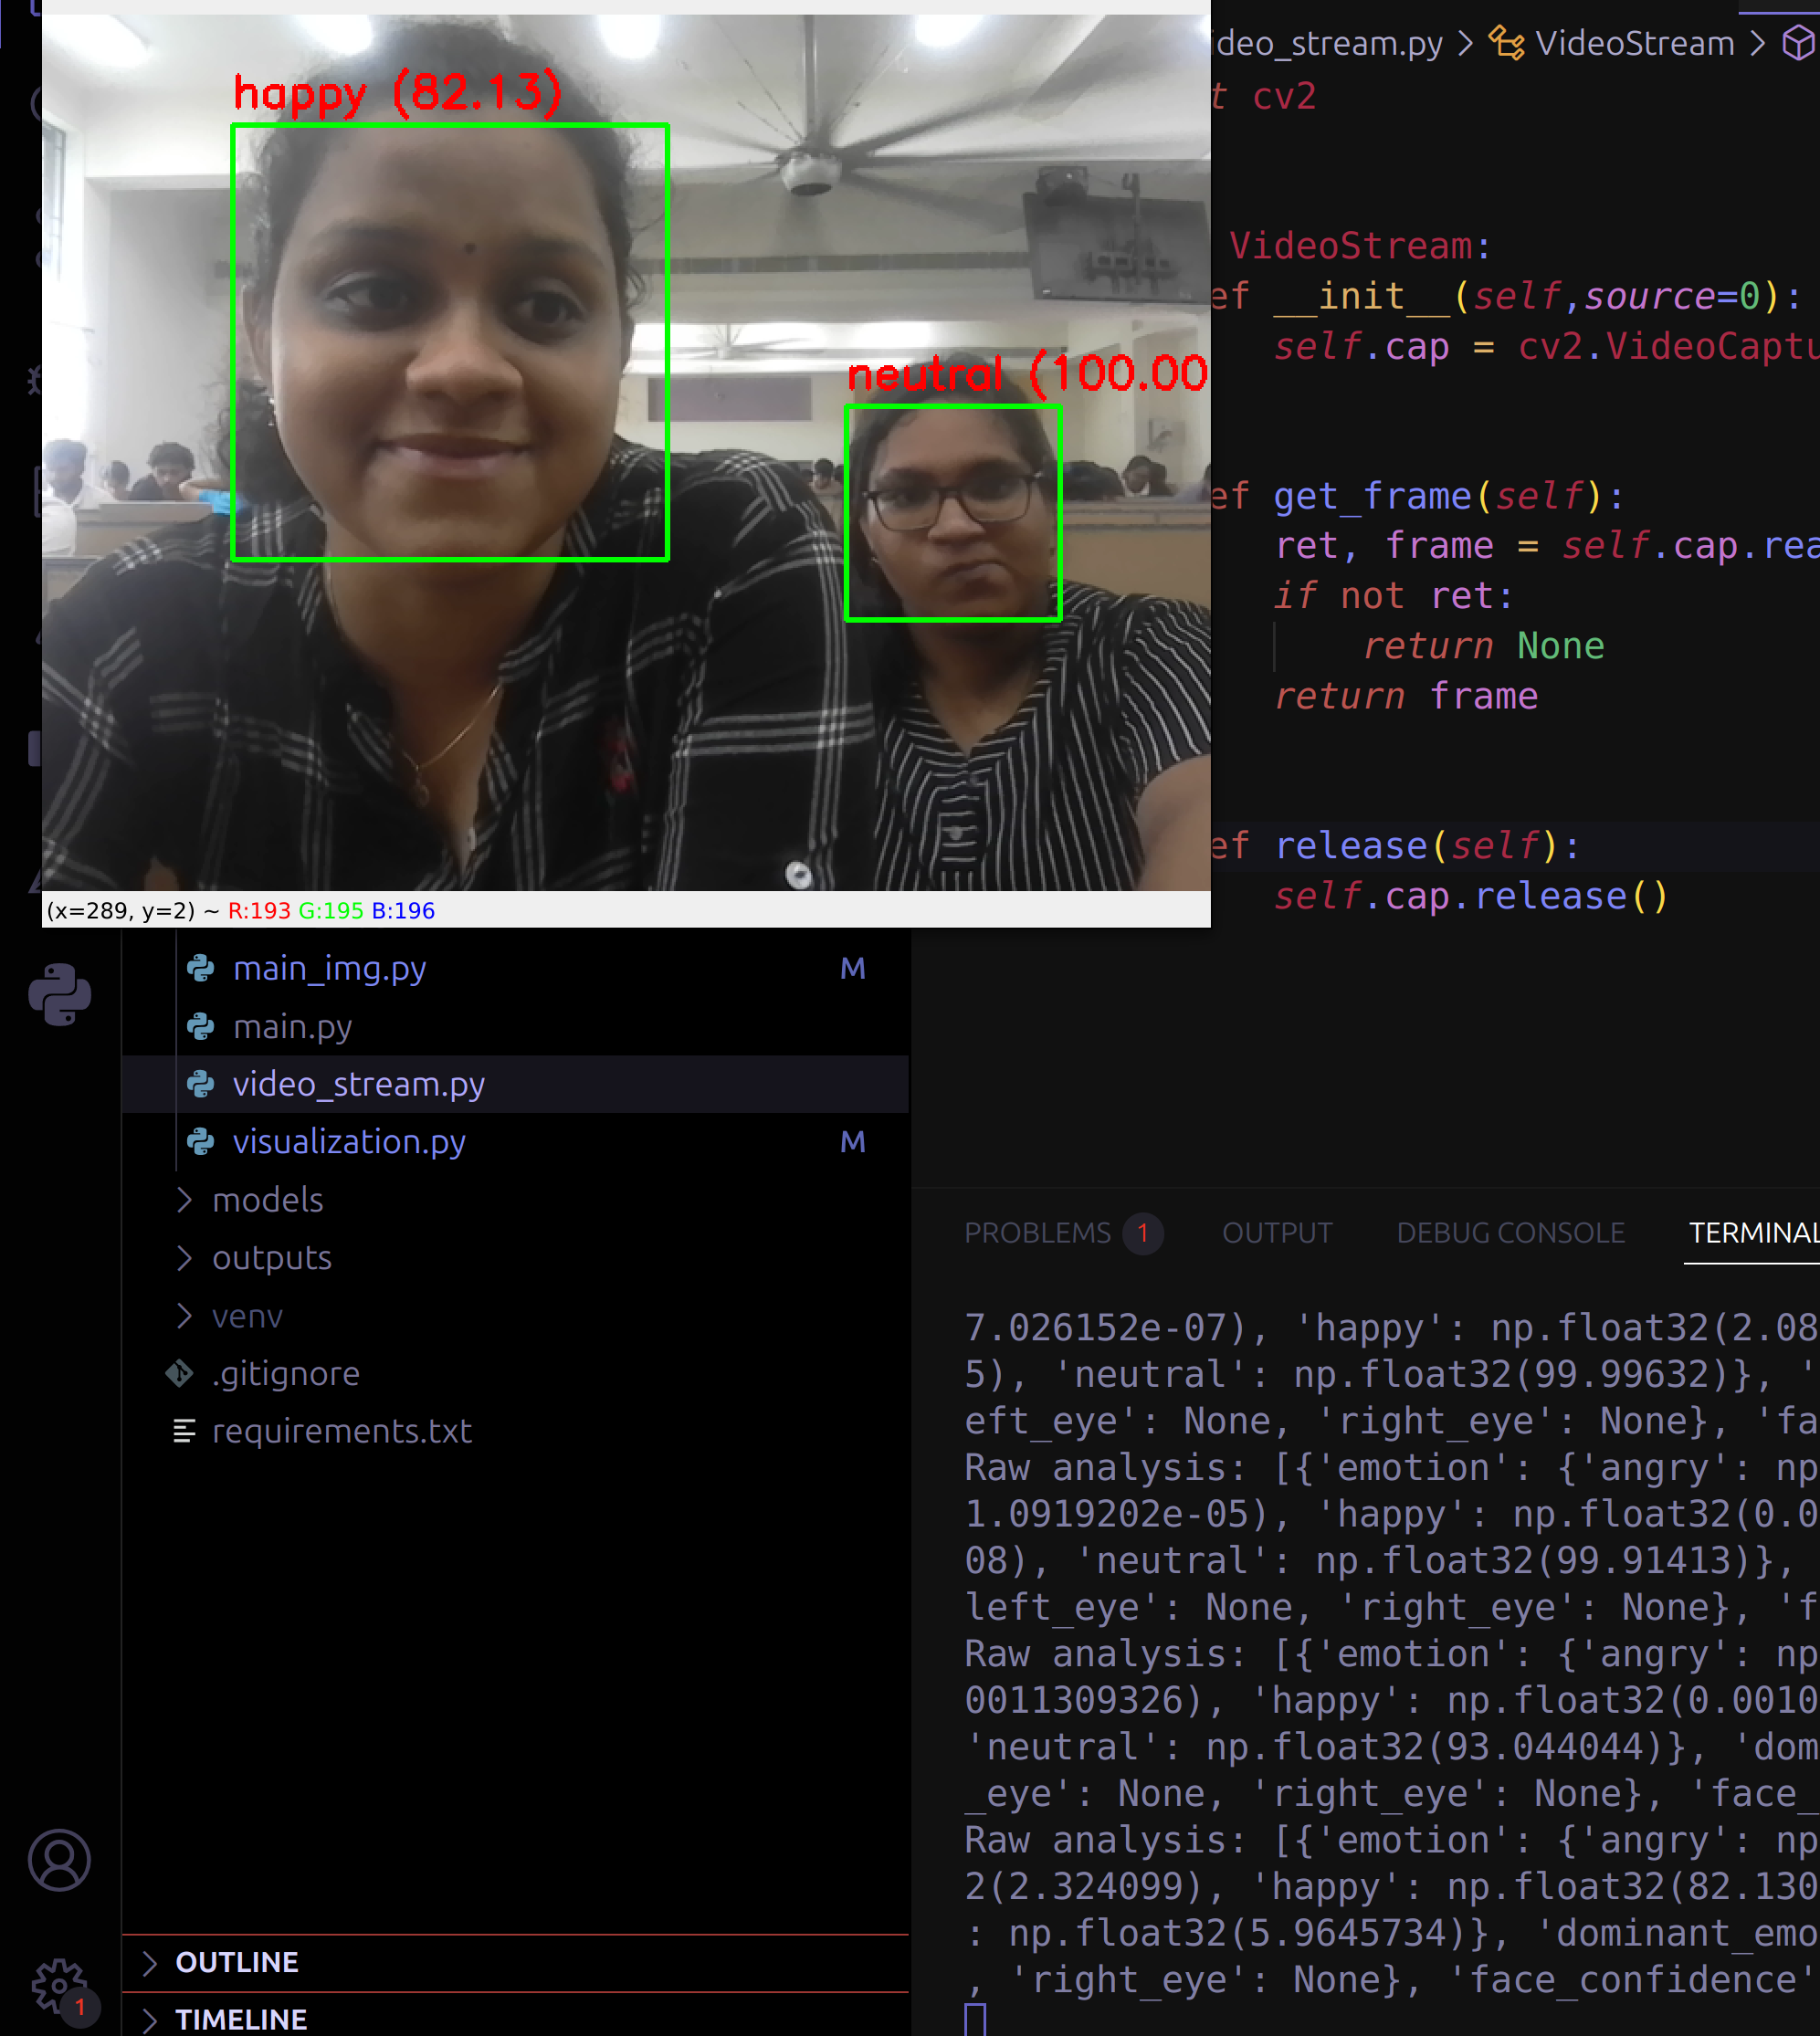 happy (82.13)
neutral (100.00
(x=289, y=2) ~ R:193 G:195 B:196
ideo_stream.py > VideoStream >
t cv2
VideoStream:
ef __init__(self,source=0):
self.cap = cv2.VideoCaptu
ef get_frame(self):
ret, frame = self.cap.rea
if not ret:
return None
return frame
ef release(self):
self.cap.release()
main_img.py M
main.py
video_stream.py
visualization.py M
models
outputs
venv
.gitignore
requirements.txt
OUTLINE
1
TIMELINE
PROBLEMS 1 OUTPUT DEBUG CONSOLE TERMINAL
7.026152e-07), 'happy': np.float32(2.08
5), 'neutral': np.float32(99.99632)}, '
eft_eye': None, 'right_eye': None}, 'fa
Raw analysis: [{'emotion': {'angry': np
1.0919202e-05), 'happy': np.float32(0.0
08), 'neutral': np.float32(99.91413)},
left_eye': None, 'right_eye': None}, 'f
Raw analysis: [{'emotion': {'angry': np
0011309326), 'happy': np.float32(0.0010
'neutral': np.float32(93.044044)}, 'dom
_eye': None, 'right_eye': None}, 'face_
Raw analysis: [{'emotion': {'angry': np
2(2.324099), 'happy': np.float32(82.130
: np.float32(5.9645734)}, 'dominant_emo
, 'right_eye': None}, 'face_confidence'